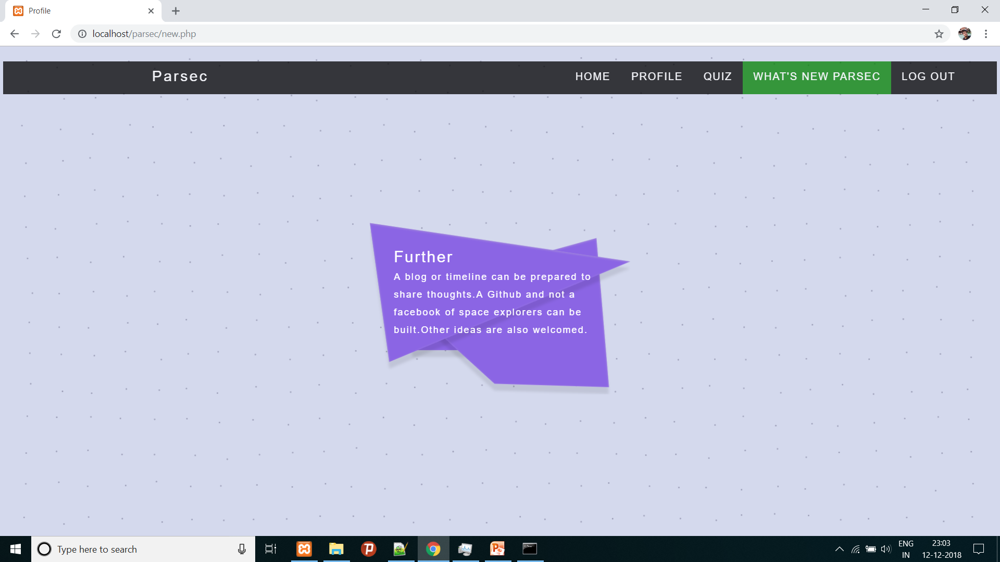 Profile
localhost/parsec/new.php
Parsec HOME PROFILE QUIZ WHAT'S NEW PARSEC LOG OUT
Further
A blog or timeline can be prepared to
share thoughts.A Github and not a
facebook of space explorers can be
built.Other ideas are also welcomed.
Type here to search
ENG
IN
23:03
12-12-2018